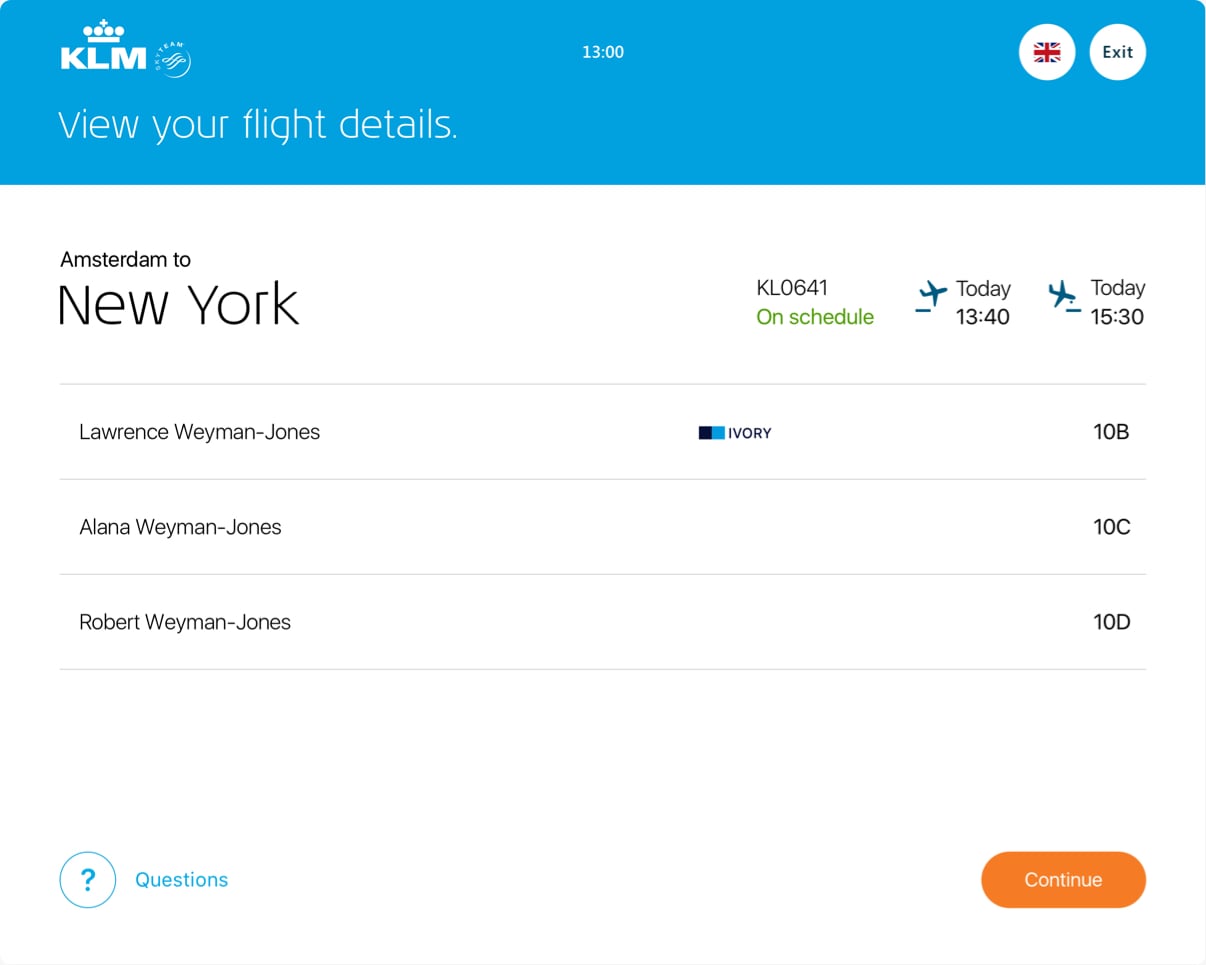 KLM
SKYTEAM
13:00
Exit
View your flight details.
Amsterdam to
New York
KL0641
On schedule
Today
13:40
Today
15:30
Lawrence Weyman-Jones IVORY 10B
Alana Weyman-Jones 10C
Robert Weyman-Jones 10D
? Questions
Continue